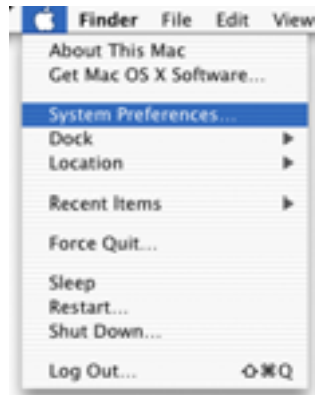 Finder File Edit View
About This Mac
Get Mac OS X Software...
System Preferences...
Dock
Location
Recent Items
Force Quit...
Sleep
Restart...
Shut Down...
Log Out... ⇧⌘Q